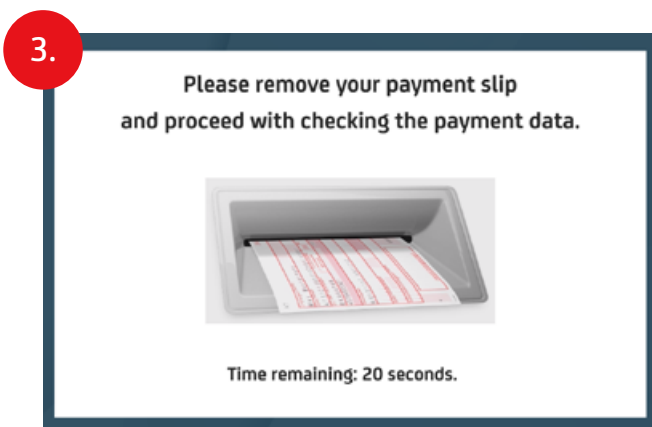 3.
Please remove your payment slip
and proceed with checking the payment data.
Time remaining: 20 seconds.